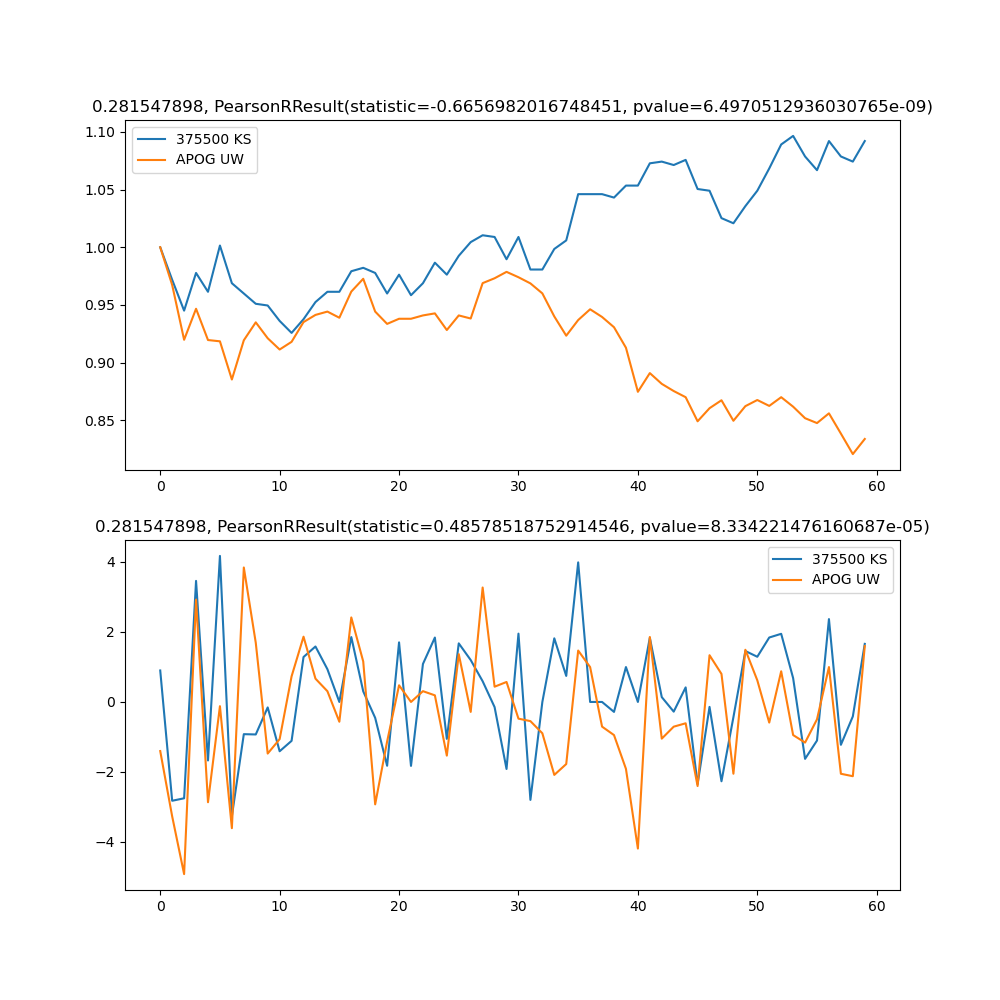 0.281547898, PearsonRResult(statistic=-0.6656982016748451, pvalue=6.4970512936030765e-09)
375500 KS
APOG UW
1.10
1.05
1.00
0.95
0.90
0.85
0 10 20 30 40 50 60
0.281547898, PearsonRResult(statistic=0.48578518752914546, pvalue=8.334221476160687e-05)
375500 KS
APOG UW
4
2
0
−2
−4
0 10 20 30 40 50 60